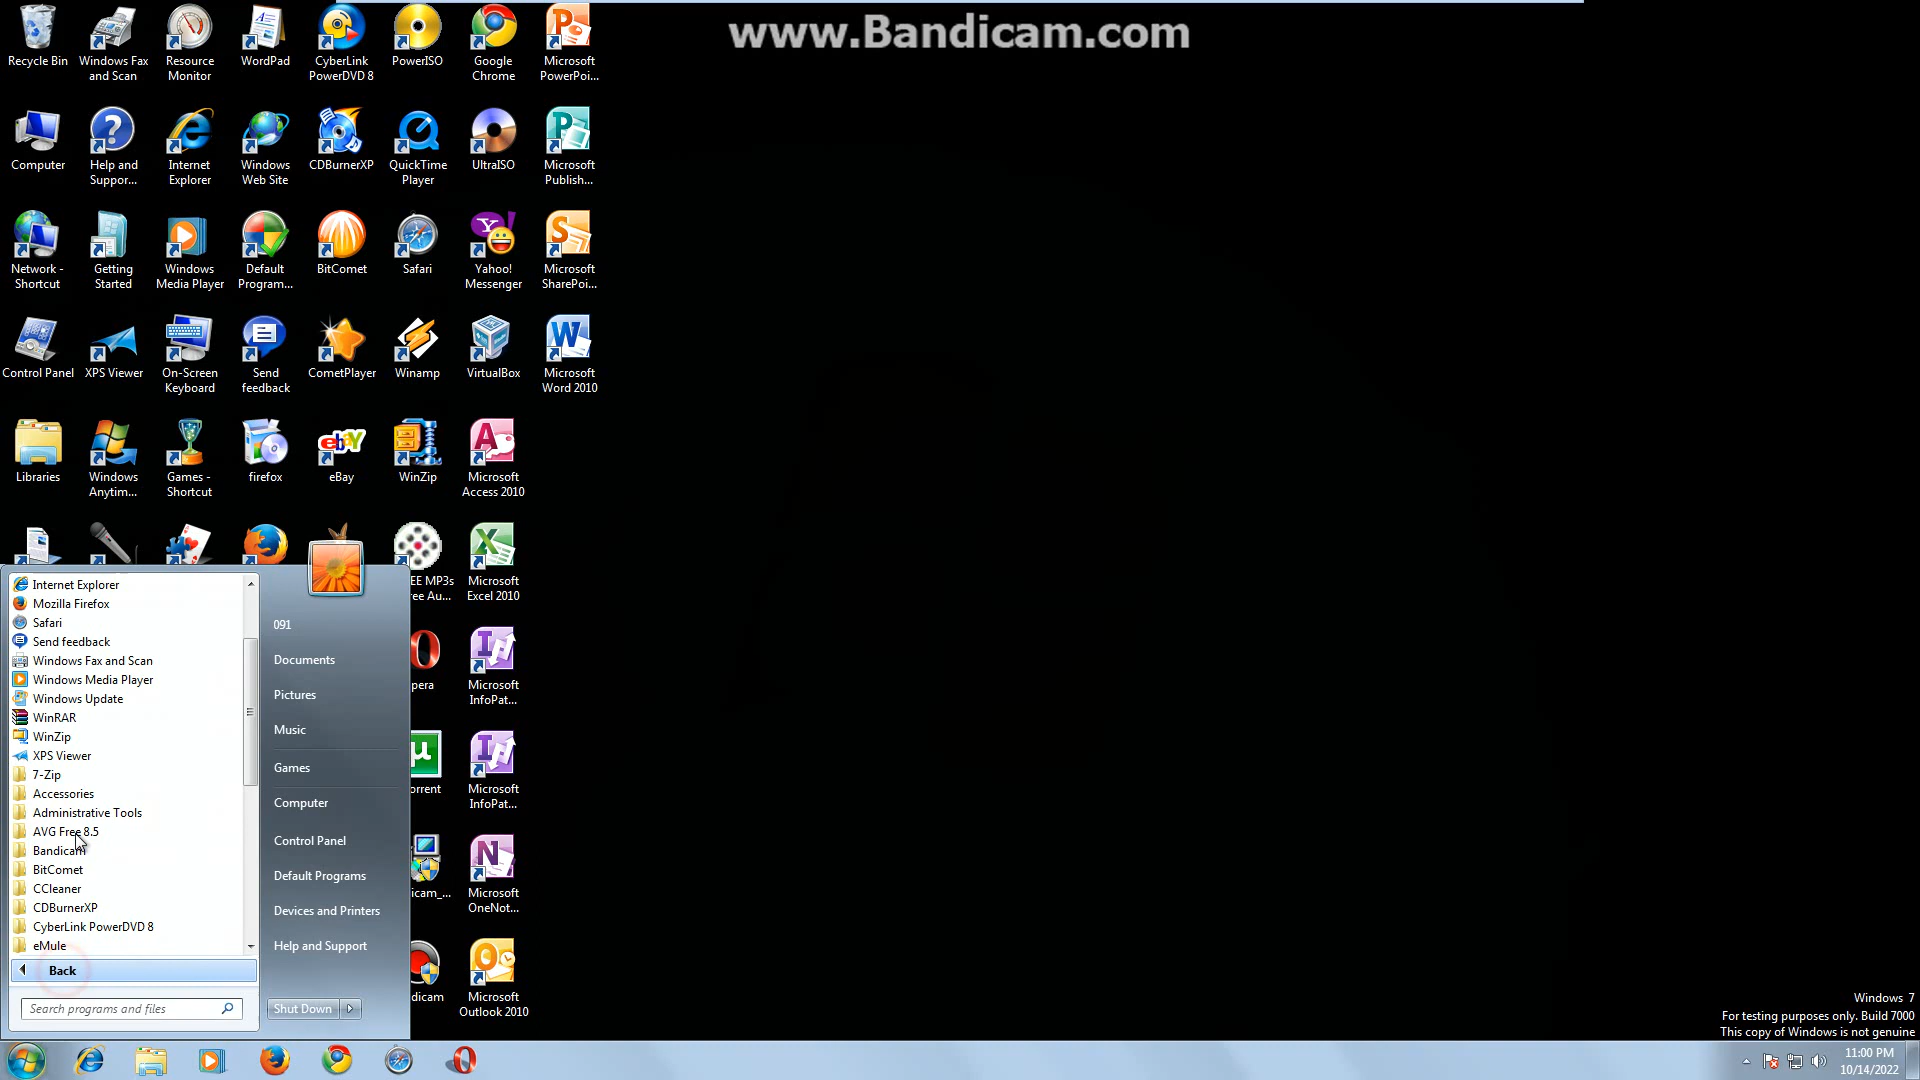 www.Bandicam.com
Recycle Bin
Windows Fax
and Scan
Resource
Monitor
WordPad
CyberLink
PowerDVD 8
PowerISO
Google
Chrome
Microsoft
PowerPoi...
Computer
Help and
Suppor...
Internet
Explorer
Windows
Web Site
CDBurnerXP
QuickTime
Player
UltraISO
Microsoft
Publish...
Network -
Shortcut
Getting
Started
Windows
Media Player
Default
Program...
BitComet
Safari
Yahoo!
Messenger
Microsoft
SharePoi...
Control Panel
XPS Viewer
On-Screen
Keyboard
Send
feedback
CometPlayer
Winamp
VirtualBox
Microsoft
Word 2010
Libraries
Windows
Anytim...
Games -
Shortcut
firefox
eBay
WinZip
Microsoft
Access 2010
EE MP3s
ree Au...
Microsoft
Excel 2010
pera
Microsoft
InfoPat...
orrent
Microsoft
InfoPat...
icam_...
Microsoft
OneNot...
dicam
Microsoft
Outlook 2010
Internet Explorer
Mozilla Firefox
Safari
Send feedback
Windows Fax and Scan
Windows Media Player
Windows Update
WinRAR
WinZip
XPS Viewer
7-Zip
Accessories
Administrative Tools
AVG Free 8.5
Bandicam
BitComet
CCleaner
CDBurnerXP
CyberLink PowerDVD 8
eMule
Back
Search programs and files
091
Documents
Pictures
Music
Games
Computer
Control Panel
Default Programs
Devices and Printers
Help and Support
Shut Down
Windows 7
For testing purposes only. Build 7000
This copy of Windows is not genuine
11:00 PM
10/14/2022